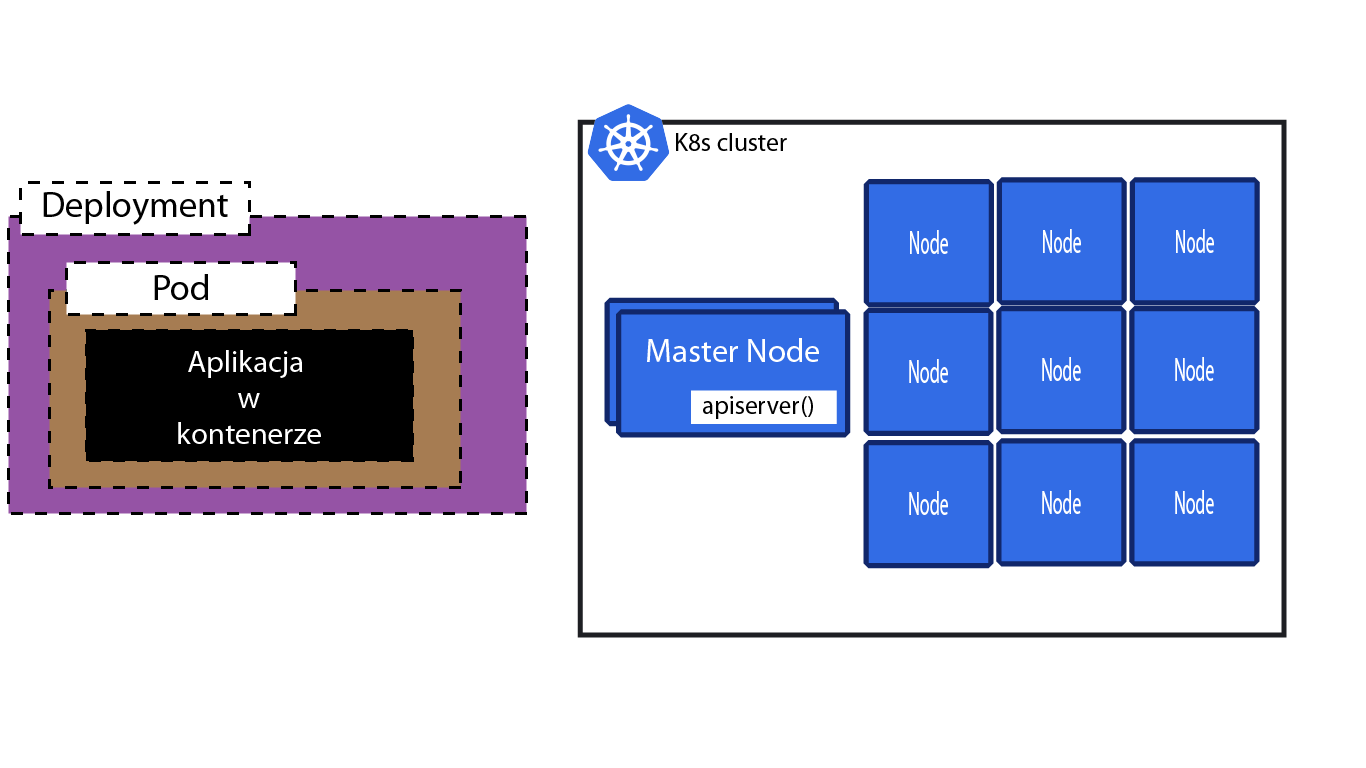 Deployment
Pod
Aplikacja
w
kontenerze
K8s cluster
Master Node
apiserver()
Node
Node
Node
Node
Node
Node
Node
Node
Node